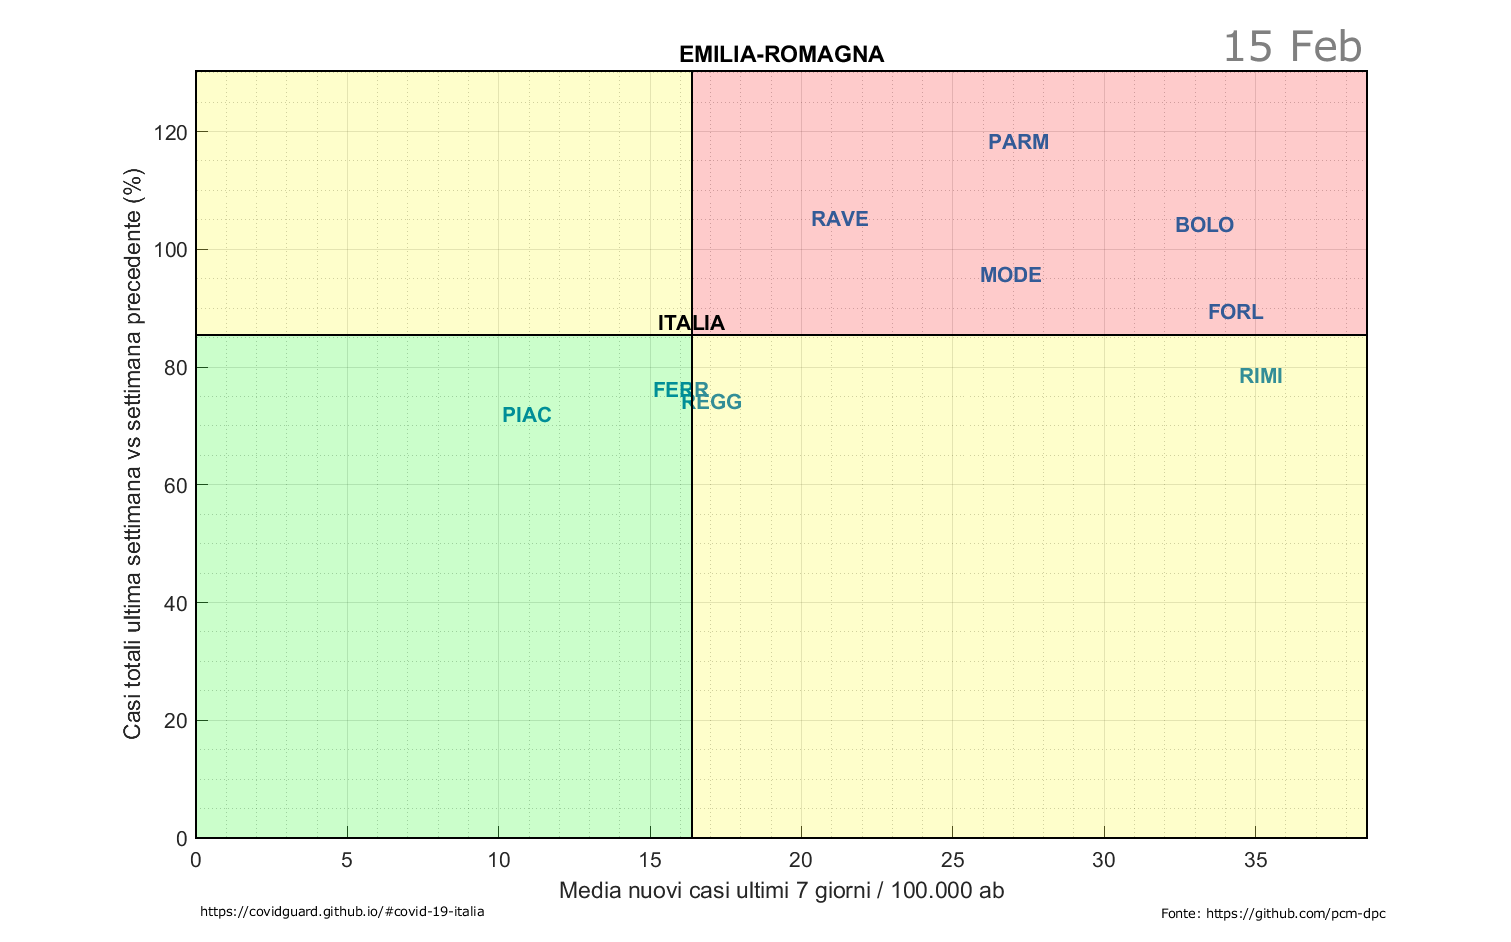 15 Feb
EMILIA-ROMAGNA
Casi totali ultima settimana vs settimana precedente (%)
120
100
80
60
40
20
0
PARM
RAVE
BOLO
MODE
FORL
ITALIA
RIMI
FERR
REGG
PIAC
0 5 10 15 20 25 30 35
Media nuovi casi ultimi 7 giorni / 100.000 ab
https://covidguard.github.io/#covid-19-italia
Fonte: https://github.com/pcm-dpc